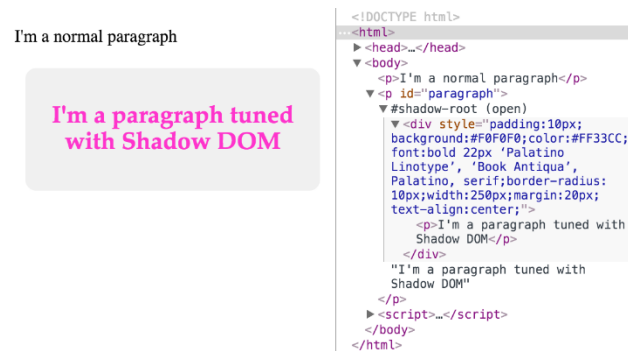 I'm a normal paragraph
I'm a paragraph tuned
with Shadow DOM
<!DOCTYPE html>
...<html>
▶<head>…</head>
▼<body>
<p>I'm a normal paragraph</p>
▼<p id="paragraph">
▼#shadow-root (open)
▼<div style="padding:10px;
background:#F0F0F0;color:#FF33CC;
font:bold 22px ‘Palatino
Linotype’, ‘Book Antiqua’,
Palatino, serif;border-radius:
10px;width:250px;margin:20px;
text-align:center;">
<p>I'm a paragraph tuned with
Shadow DOM</p>
</div>
"I'm a paragraph tuned with
Shadow DOM"
</p>
▶<script>…</script>
</body>
</html>